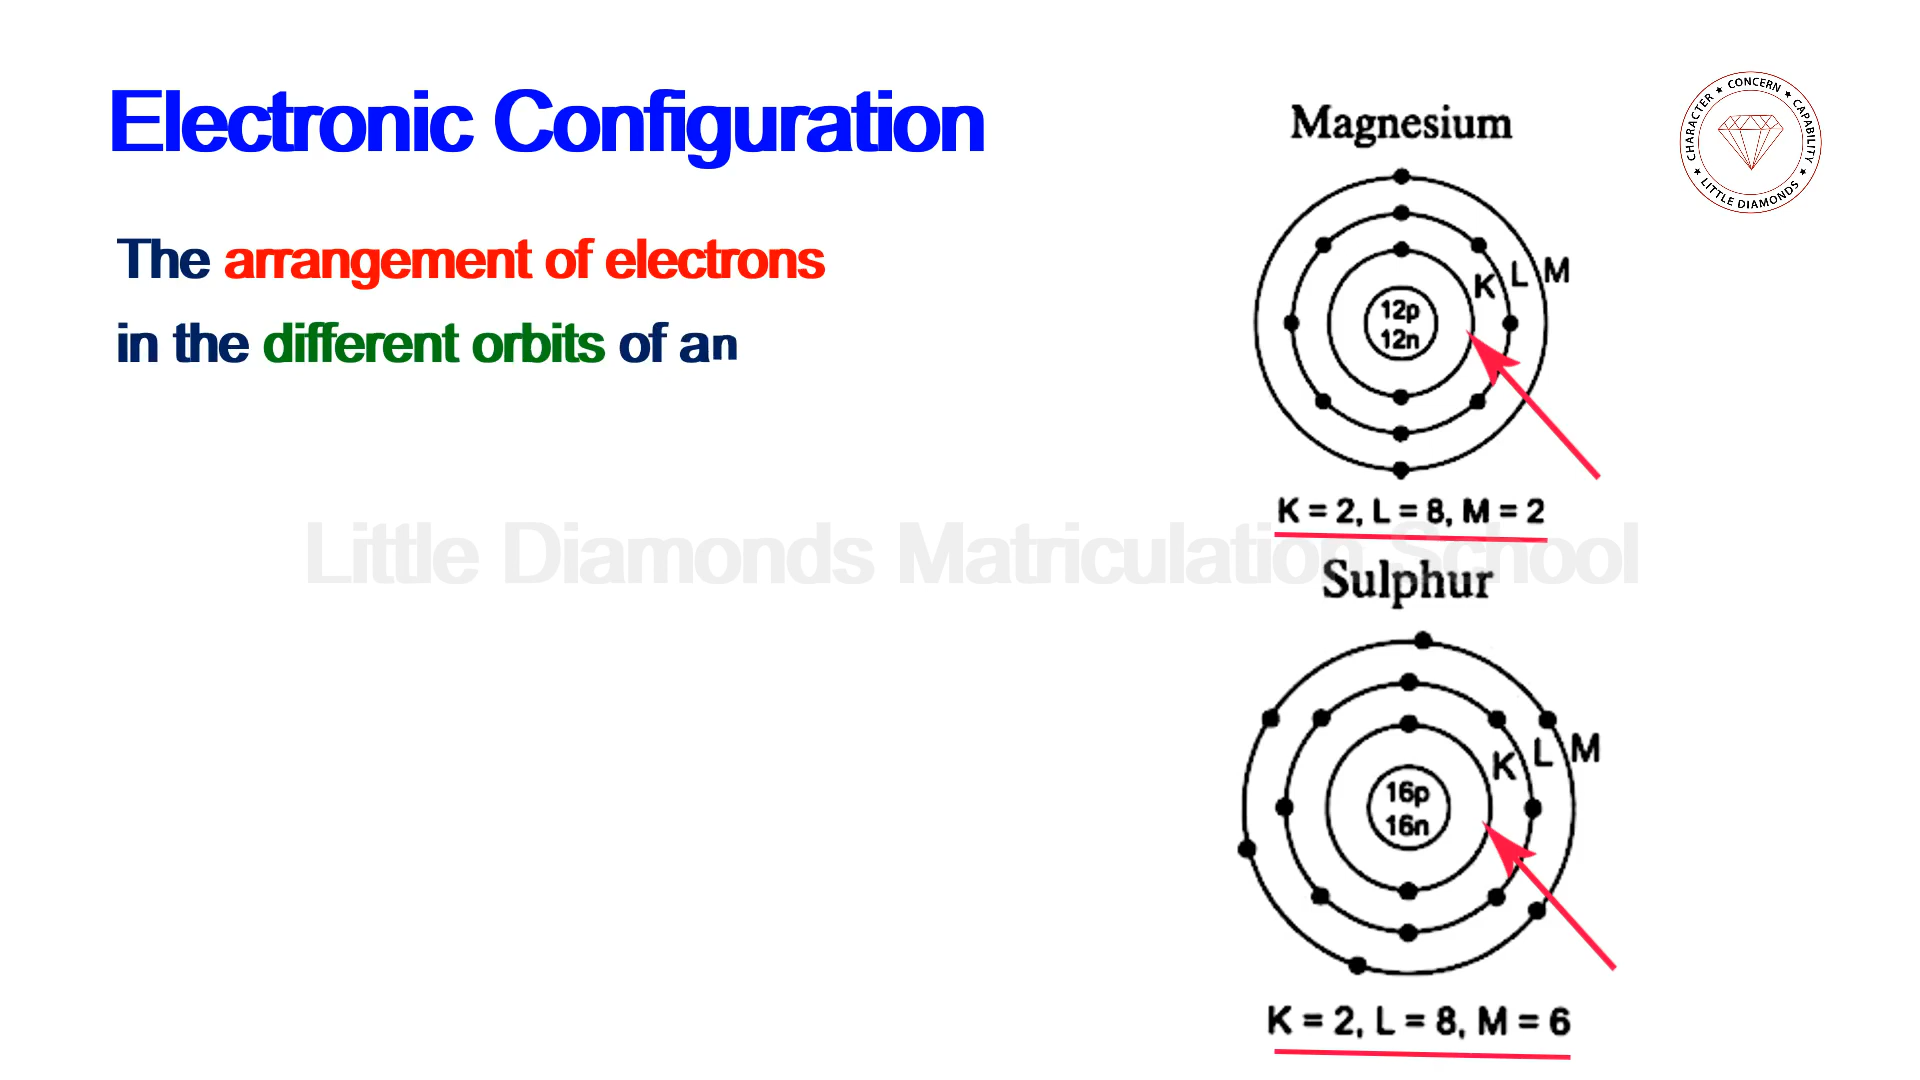 Electronic Configuration
The arrangement of electrons
in the different orbits of an
Magnesium
K L M
12p
12n
K = 2, L = 8, M = 2
Sulphur
K L M
16p
16n
K = 2, L = 8, M = 6
CHARACTER ★ CONCERN ★ CAPABILITY
★ LITTLE DIAMONDS ★
Little Diamonds Matriculation School